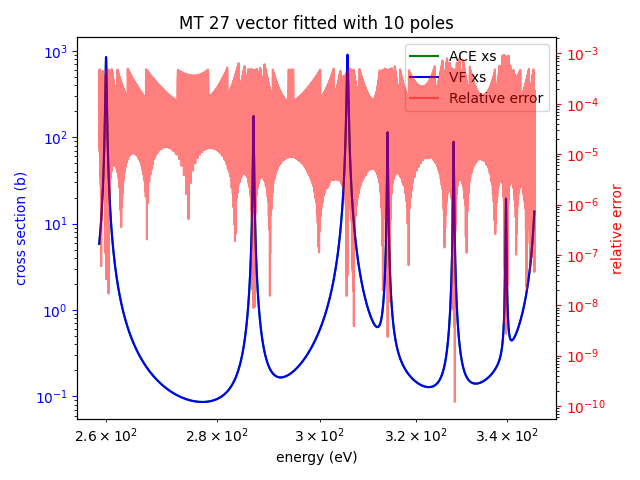 MT 27 vector fitted with 10 poles
ACE xs
VF xs
Relative error
cross section (b)
10³
10²
10¹
10⁰
10⁻¹
relative error
10⁻³
10⁻⁴
10⁻⁵
10⁻⁶
10⁻⁷
10⁻⁸
10⁻⁹
10⁻¹⁰
2.6 × 10² 2.8 × 10² 3 × 10² 3.2 × 10² 3.4 × 10²
energy (eV)